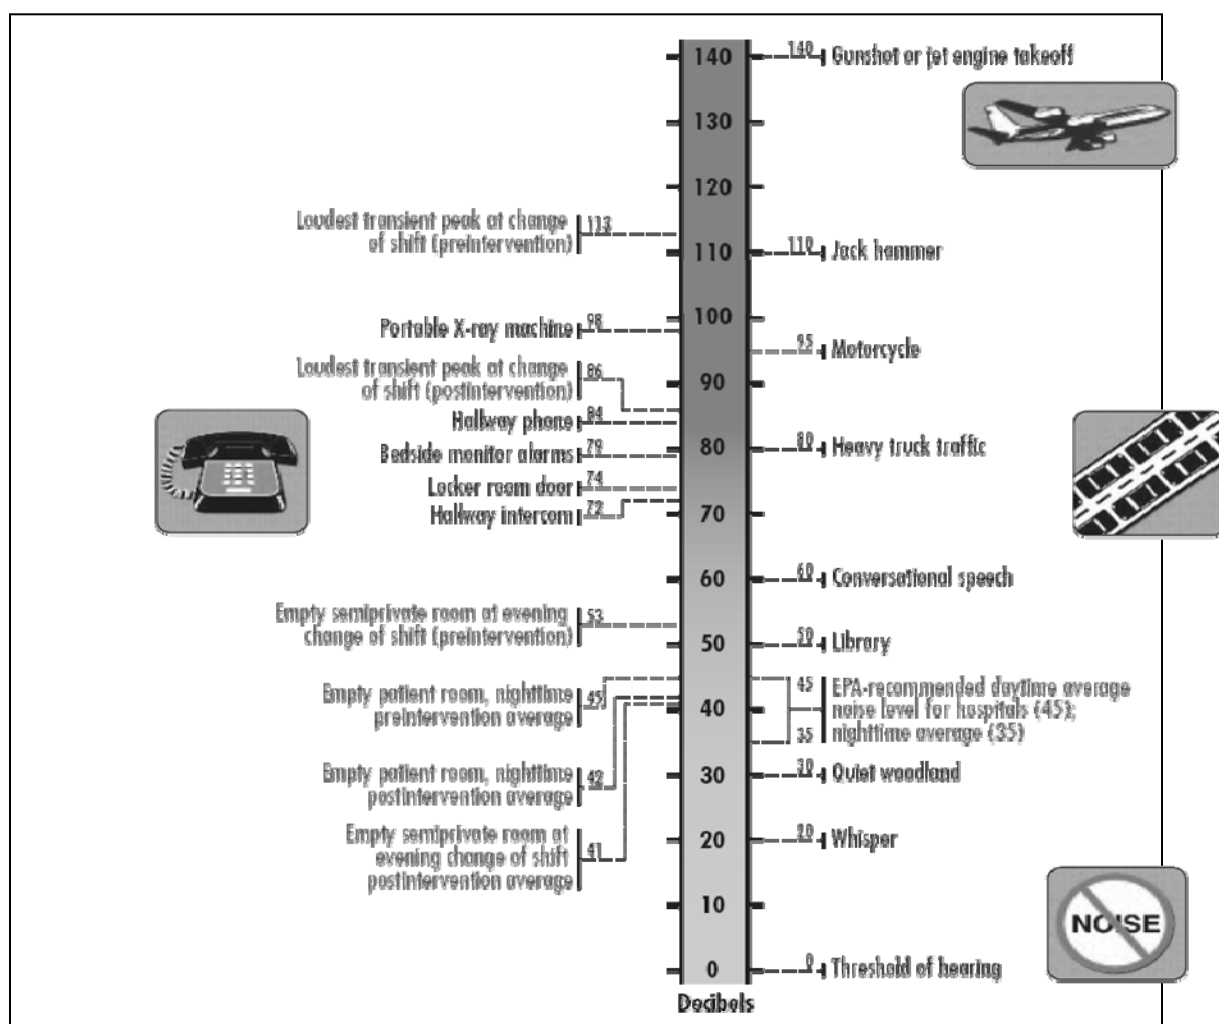 140
130
120
110
100
90
80
70
60
50
40
30
20
10
0
Decibels
Loudest transient peak at change
of shift (preintervention)
113
Portable X-ray machine
98
Loudest transient peak at change
of shift (postintervention)
86
Hallway phone
84
Bedside monitor alarms
79
Locker room door
74
Hallway intercom
72
Empty semiprivate room at evening
change of shift (preintervention)
53
Empty patient room, nighttime
preintervention average
45
Empty patient room, nighttime
postintervention average
42
Empty semiprivate room at
evening change of shift
postintervention average
41
140 Gunshot or jet engine takeoff
110 Jack hammer
95 Motorcycle
80 Heavy truck traffic
60 Conversational speech
50 Library
45
35
EPA-recommended daytime average
noise level for hospitals (45);
nighttime average (35)
30 Quiet woodland
20 Whisper
0 Threshold of hearing
NOISE